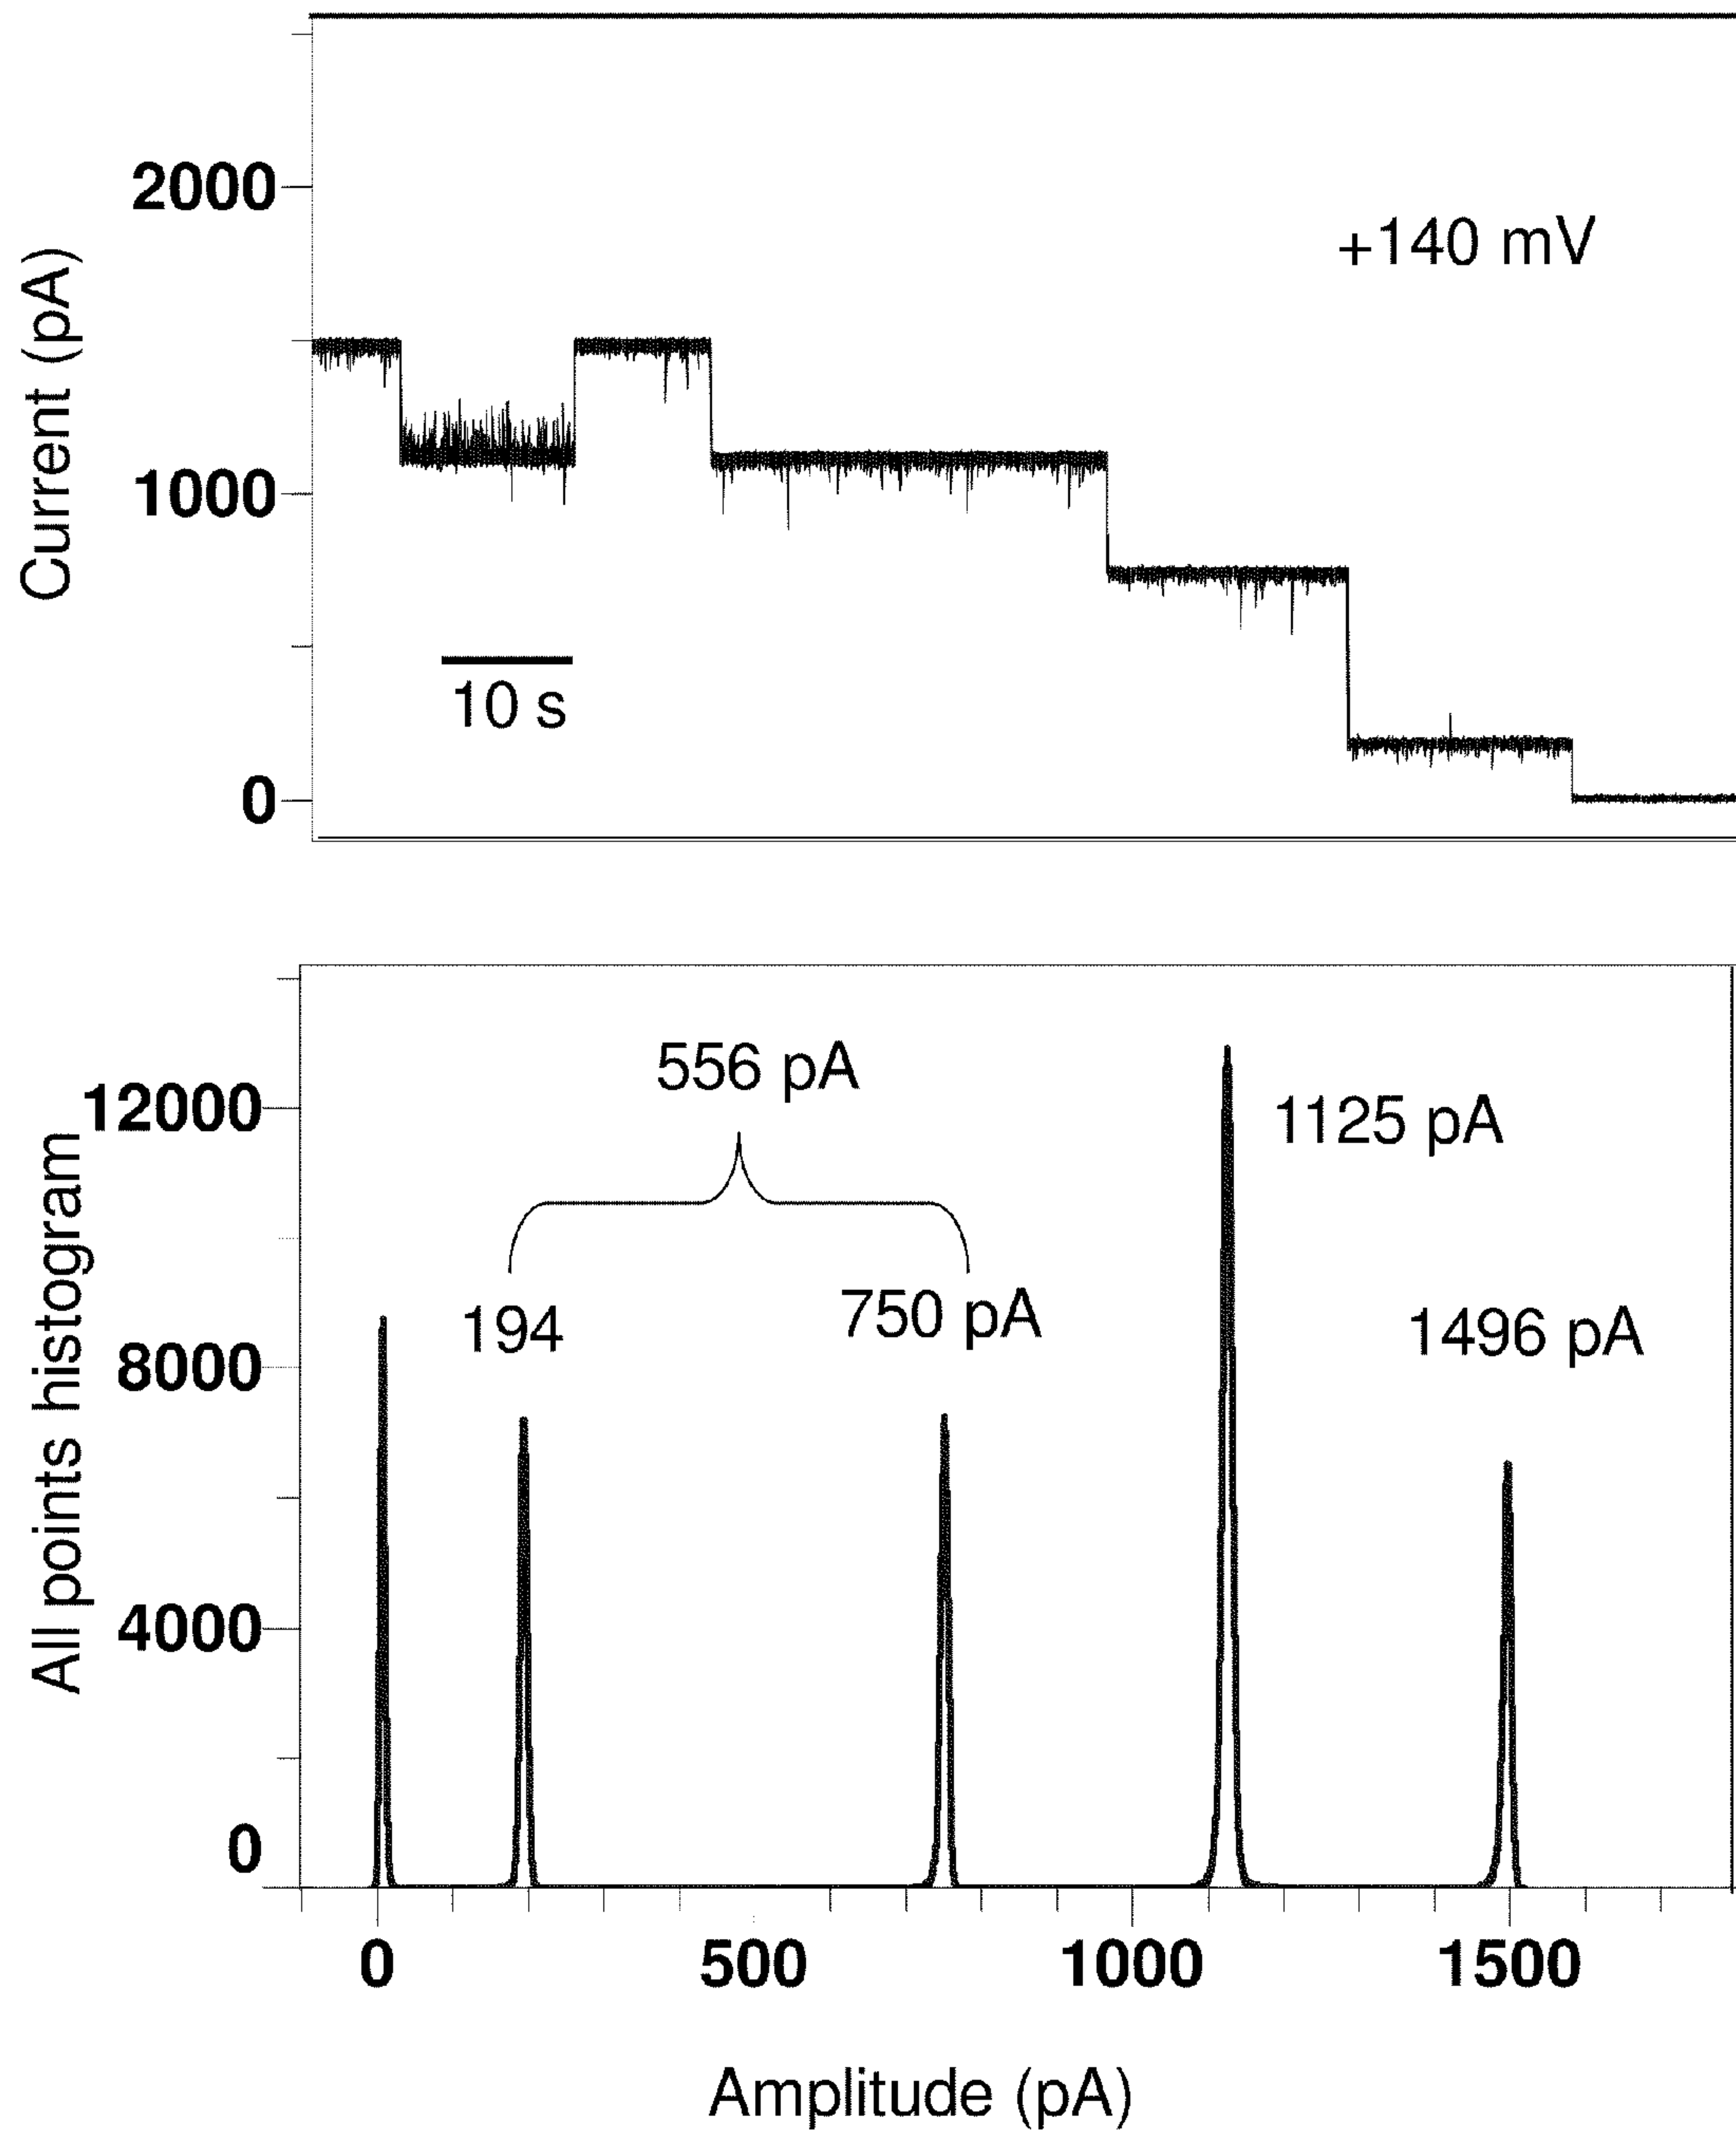 Current (pA)
2000
1000
0
+140 mV
10 s
All points histogram
12000
8000
4000
0
556 pA
194
750 pA
1125 pA
1496 pA
0
500
1000
1500
Amplitude (pA)